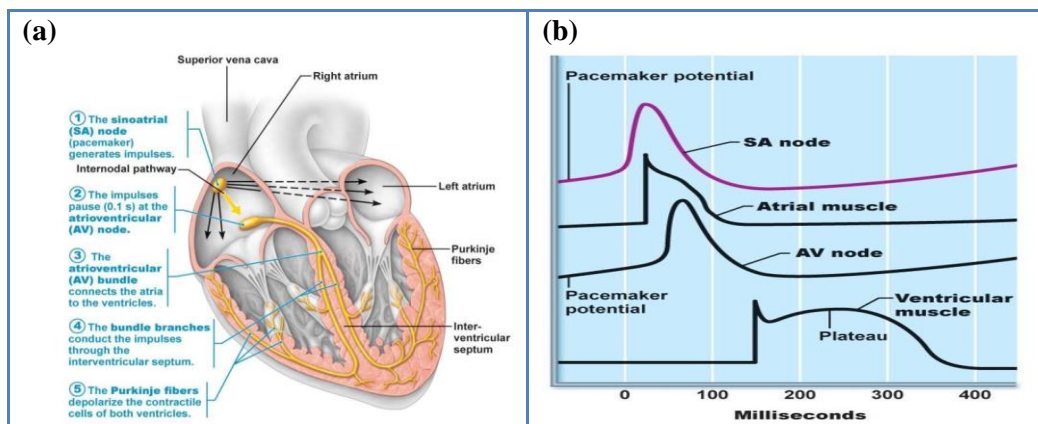 (a)
Superior vena cava
Right atrium
① The sinoatrial
(SA) node
(pacemaker)
generates impulses.
Internodal pathway
② The impulses
pause (0.1 s) at the
atrioventricular
(AV) node.
Left atrium
③ The
atrioventricular
(AV) bundle
connects the atria
to the ventricles.
Purkinje
fibers
④ The bundle branches
conduct the impulses
through the
interventricular septum.
Inter-
ventricular
septum
⑤ The Purkinje fibers
depolarize the contractile
cells of both ventricles.
(b)
Pacemaker potential
SA node
Atrial muscle
AV node
Pacemaker
potential
Ventricular
muscle
Plateau
0 100 200 300 400
Milliseconds